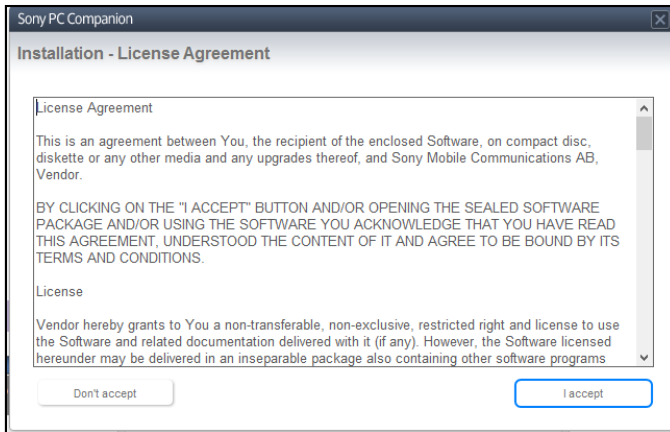 Sony PC Companion
Installation - License Agreement
License Agreement
This is an agreement between You, the recipient of the enclosed Software, on compact disc,
diskette or any other media and any upgrades thereof, and Sony Mobile Communications AB,
Vendor.
BY CLICKING ON THE "I ACCEPT" BUTTON AND/OR OPENING THE SEALED SOFTWARE
PACKAGE AND/OR USING THE SOFTWARE YOU ACKNOWLEDGE THAT YOU HAVE READ
THIS AGREEMENT, UNDERSTOOD THE CONTENT OF IT AND AGREE TO BE BOUND BY ITS
TERMS AND CONDITIONS.
License
Vendor hereby grants to You a non-transferable, non-exclusive, restricted right and license to use
the Software and related documentation delivered with it (if any). However, the Software licensed
hereunder may be delivered in an inseparable package also containing other software programs
Don't accept
I accept